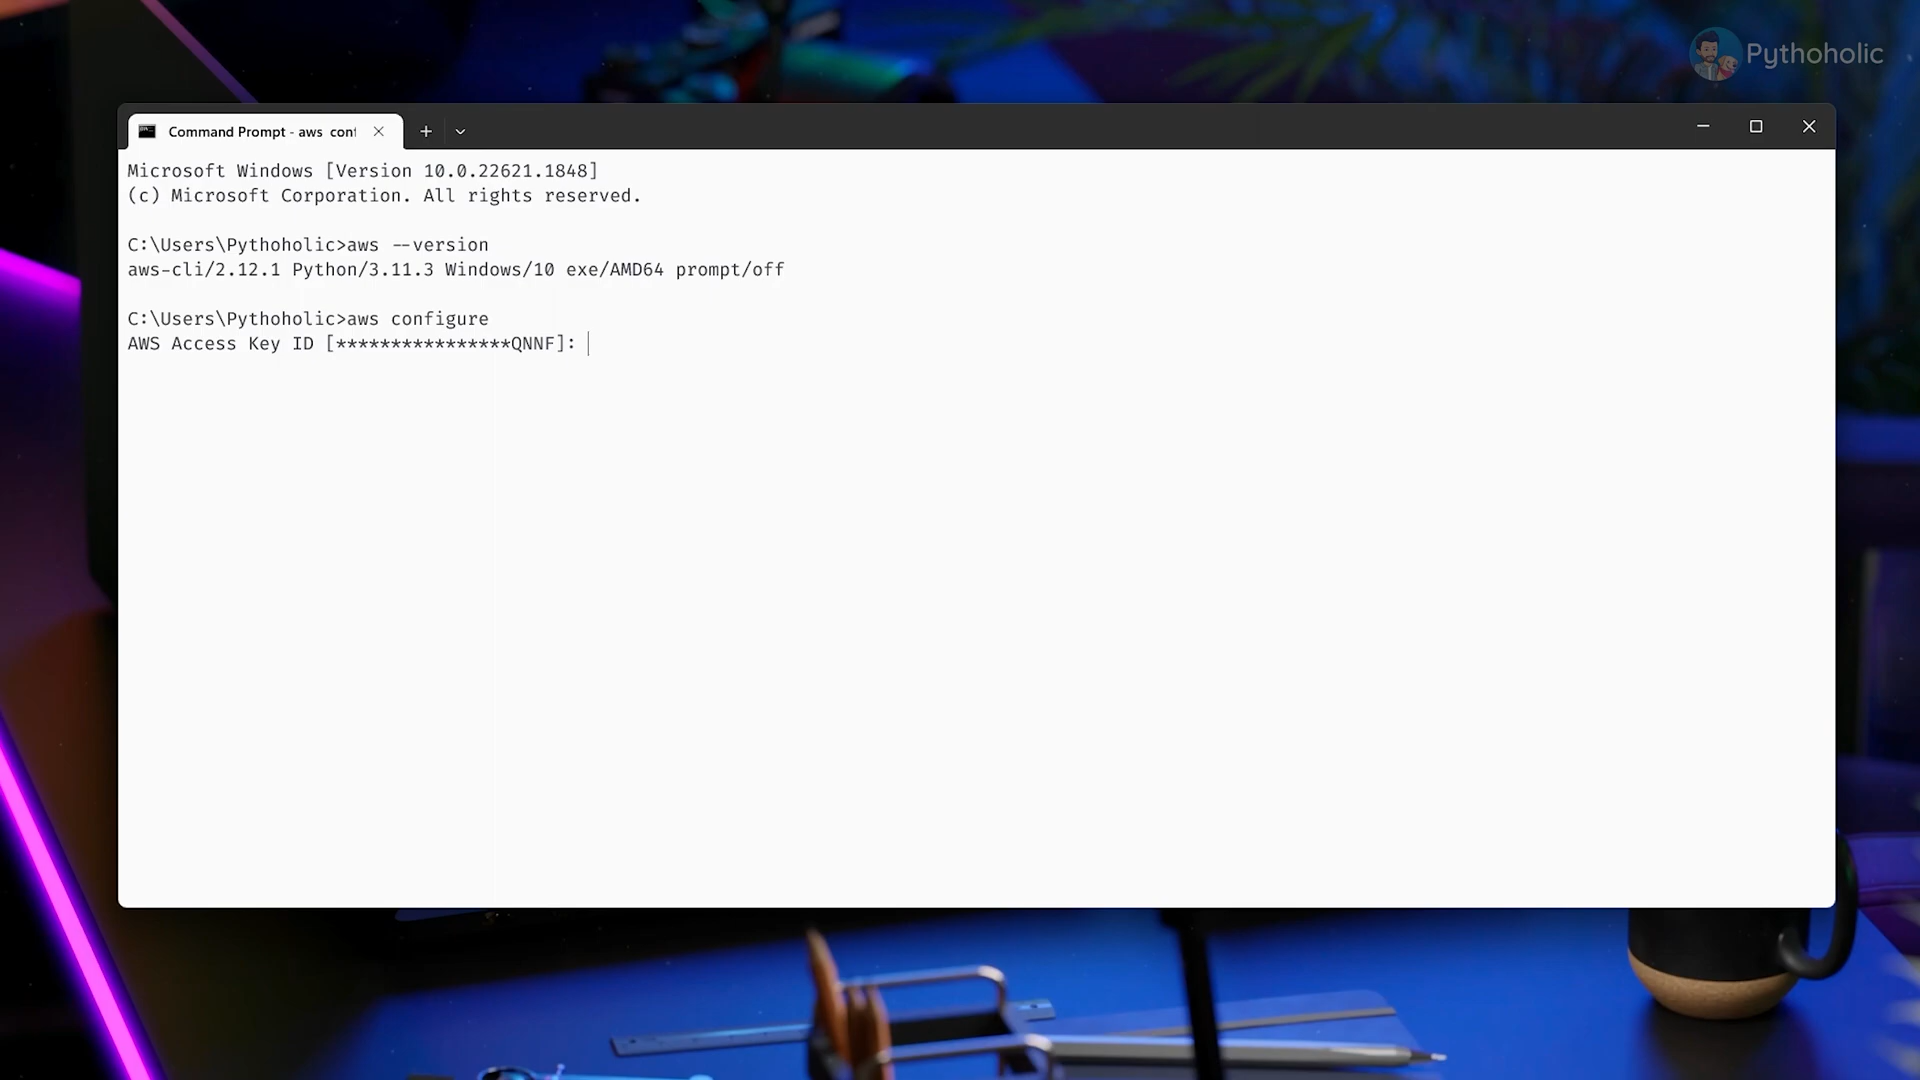 Pythoholic
Command Prompt - aws conf
Microsoft Windows [Version 10.0.22621.1848]
(c) Microsoft Corporation. All rights reserved.
C:\Users\Pythoholic>aws --version
aws-cli/2.12.1 Python/3.11.3 Windows/10 exe/AMD64 prompt/off
C:\Users\Pythoholic>aws configure
AWS Access Key ID [****************QNNF]: